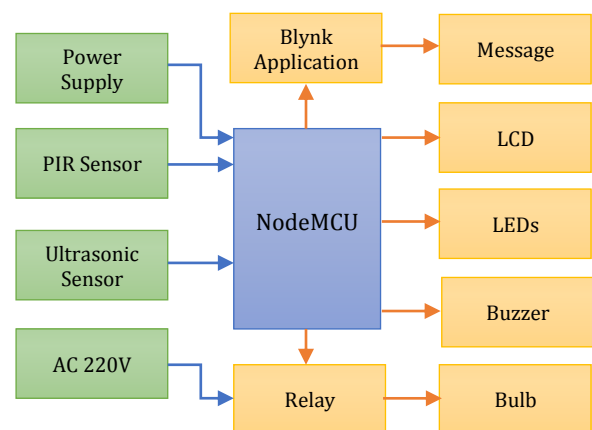 Power
Supply
PIR Sensor
Ultrasonic
Sensor
AC 220V
Blynk
Application
NodeMCU
Relay
Message
LCD
LEDs
Buzzer
Bulb